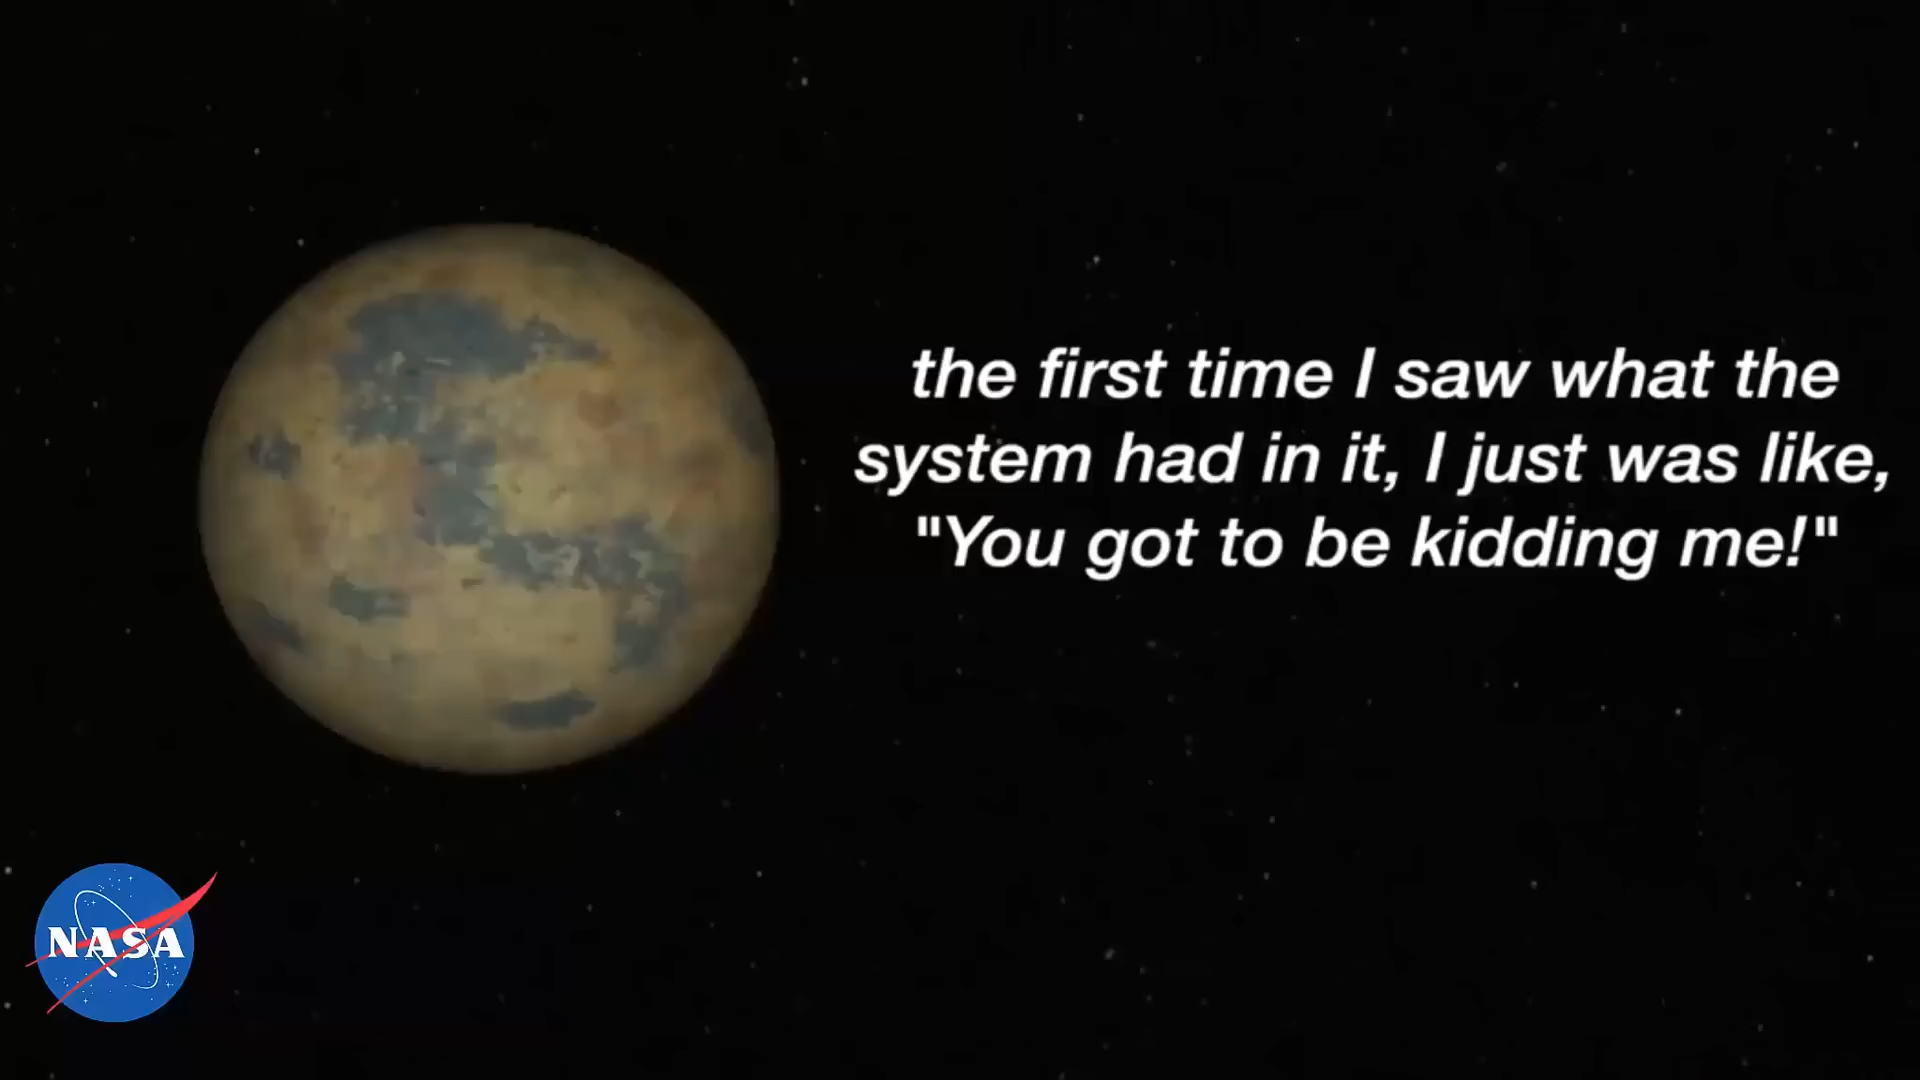 the first time I saw what the
system had in it, I just was like,
"You got to be kidding me!"
NASA